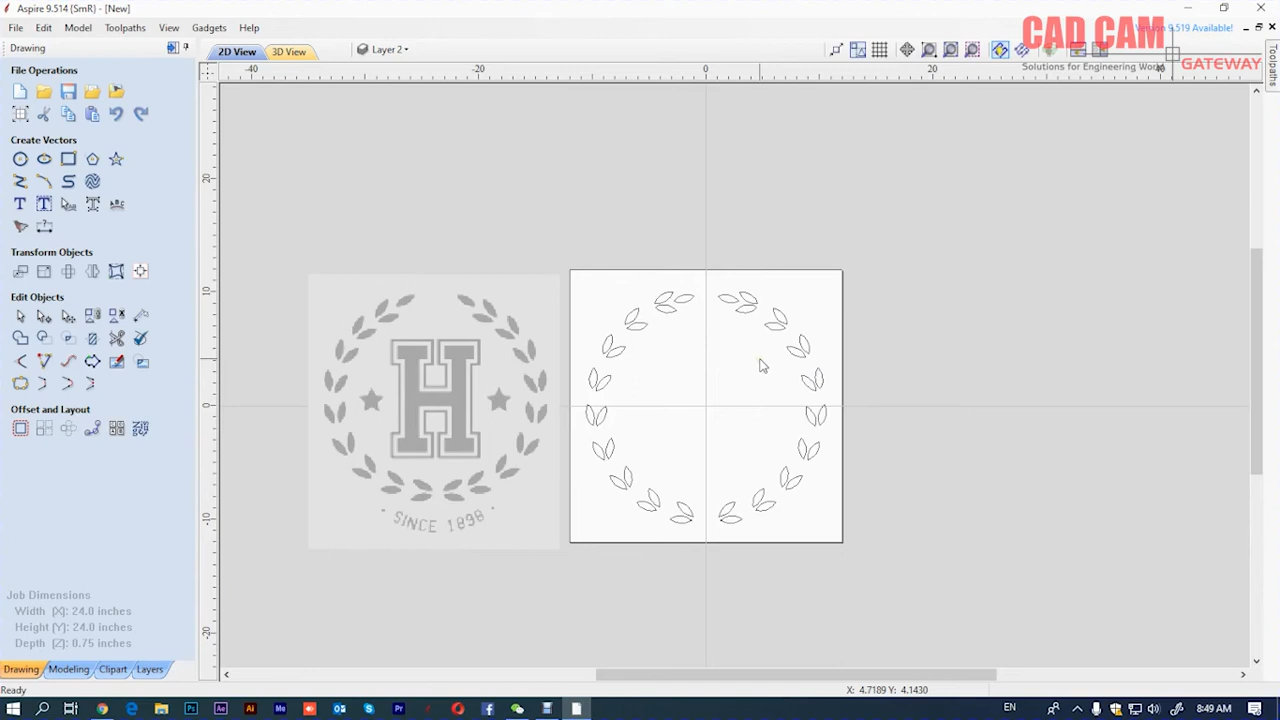 Aspire 9.514 (SmR) - [New]
File Edit Model Toolpaths View Gadgets Help
CAD CAM
GATEWAY
Solutions for Engineering World
Version 9.519 Available!
Drawing
2D View
3D View
Layer 2
Toolpaths
-40 -20 0 20 40
20
10
0
-10
-20
File Operations
Create Vectors
Transform Objects
Edit Objects
Offset and Layout
H
· SINCE 1898 ·
Job Dimensions
Width (X): 24.0 inches
Height (Y): 24.0 inches
Depth (Z): 0.75 inches
Drawing Modeling Clipart Layers
Ready
X: 4.7189 Y: 4.1430
EN
8:49 AM